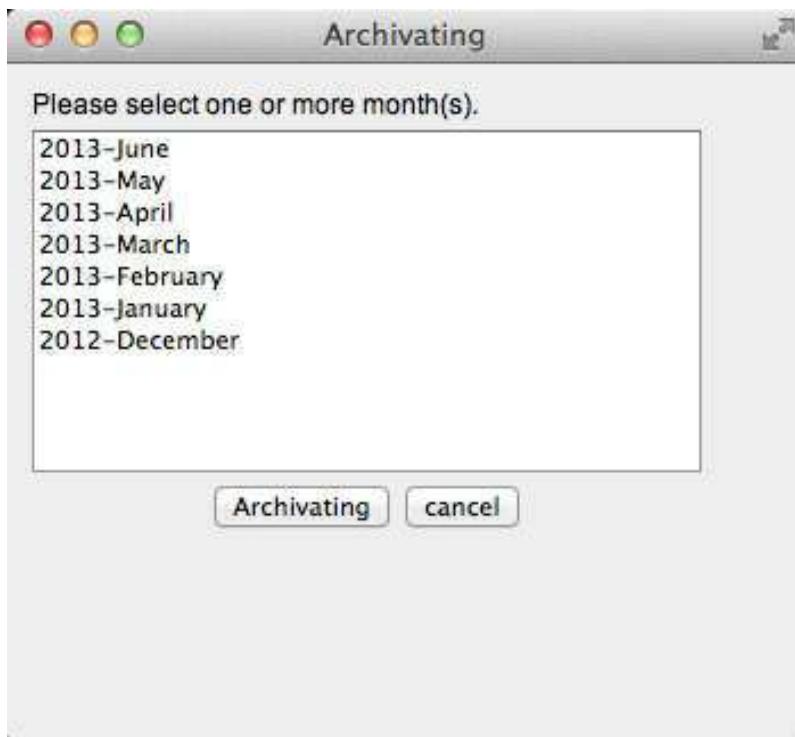 Archivating
Please select one or more month(s).
2013-June
2013-May
2013-April
2013-March
2013-February
2013-January
2012-December
Archivating cancel